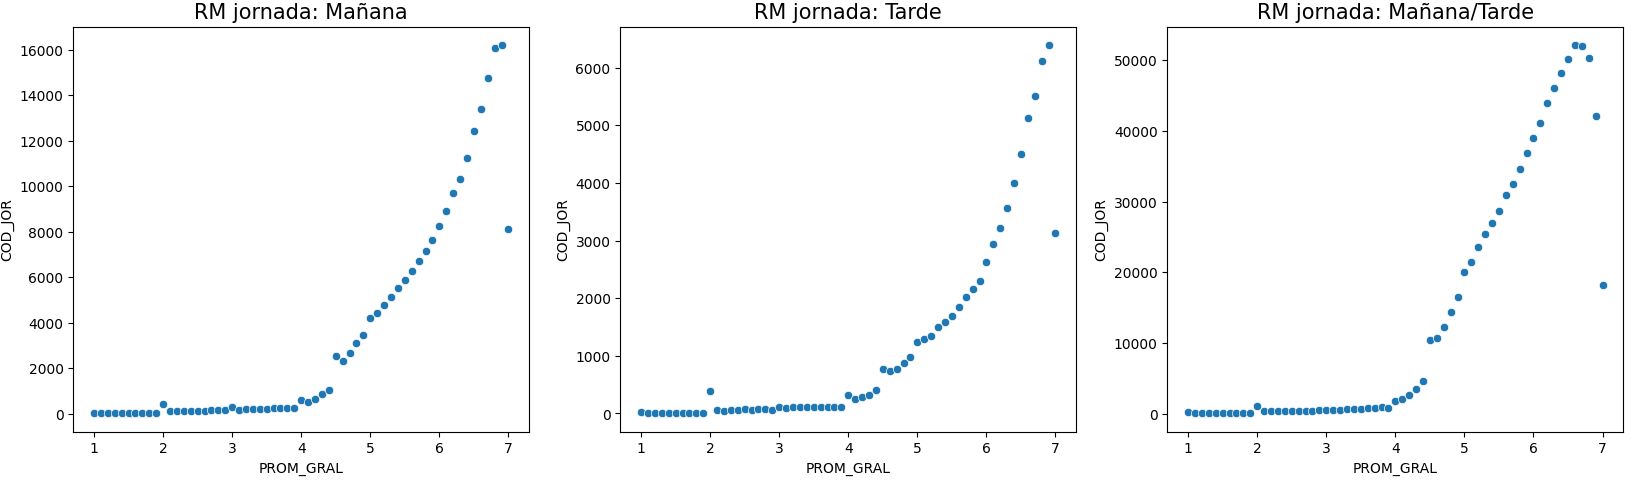 RM jornada: Mañana
COD_JOR
16000
14000
12000
10000
8000
6000
4000
2000
0
1 2 3 4 5 6 7
PROM_GRAL
RM jornada: Tarde
COD_JOR
6000
5000
4000
3000
2000
1000
0
1 2 3 4 5 6 7
PROM_GRAL
RM jornada: Mañana/Tarde
COD_JOR
50000
40000
30000
20000
10000
0
1 2 3 4 5 6 7
PROM_GRAL